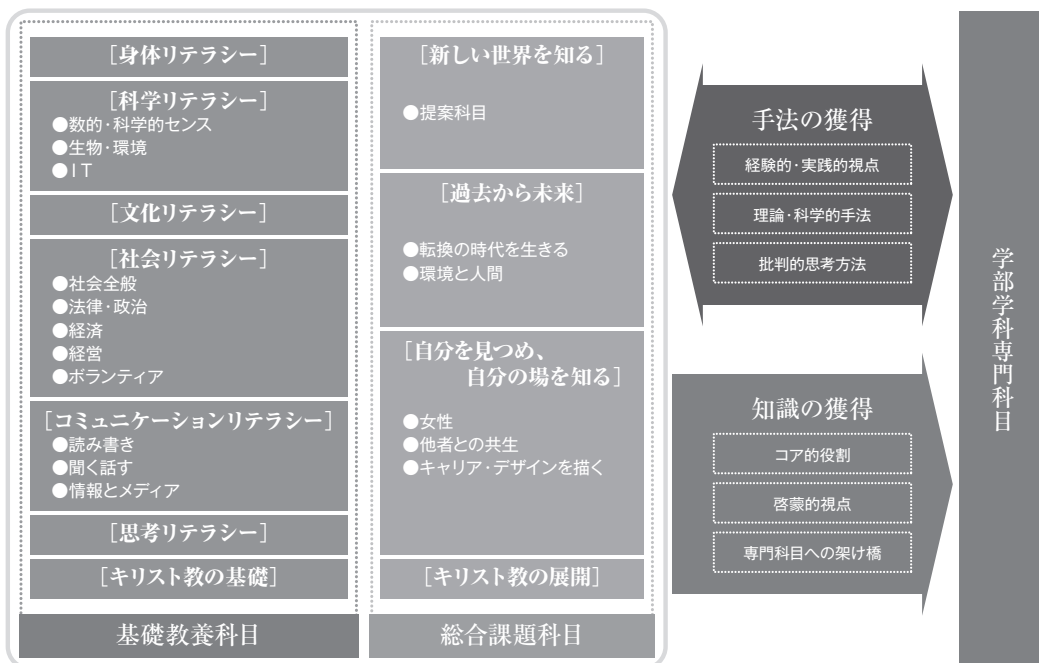 ［身体リテラシー］
［科学リテラシー］
●数的・科学的センス
●生物・環境
●IT
［文化リテラシー］
［社会リテラシー］
●社会全般
●法律・政治
●経済
●経営
●ボランティア
［コミュニケーションリテラシー］
●読み書き
●聞く話す
●情報とメディア
［思考リテラシー］
［キリスト教の基礎］
基礎教養科目
［新しい世界を知る］
●提案科目
［過去から未来］
●転換の時代を生きる
●環境と人間
［自分を見つめ、
自分の場を知る］
●女性
●他者との共生
●キャリア・デザインを描く
［キリスト教の展開］
総合課題科目
手法の獲得
経験的・実践的視点
理論・科学的手法
批判的思考方法
知識の獲得
コア的役割
啓蒙的視点
専門科目への架け橋
学部学科専門科目